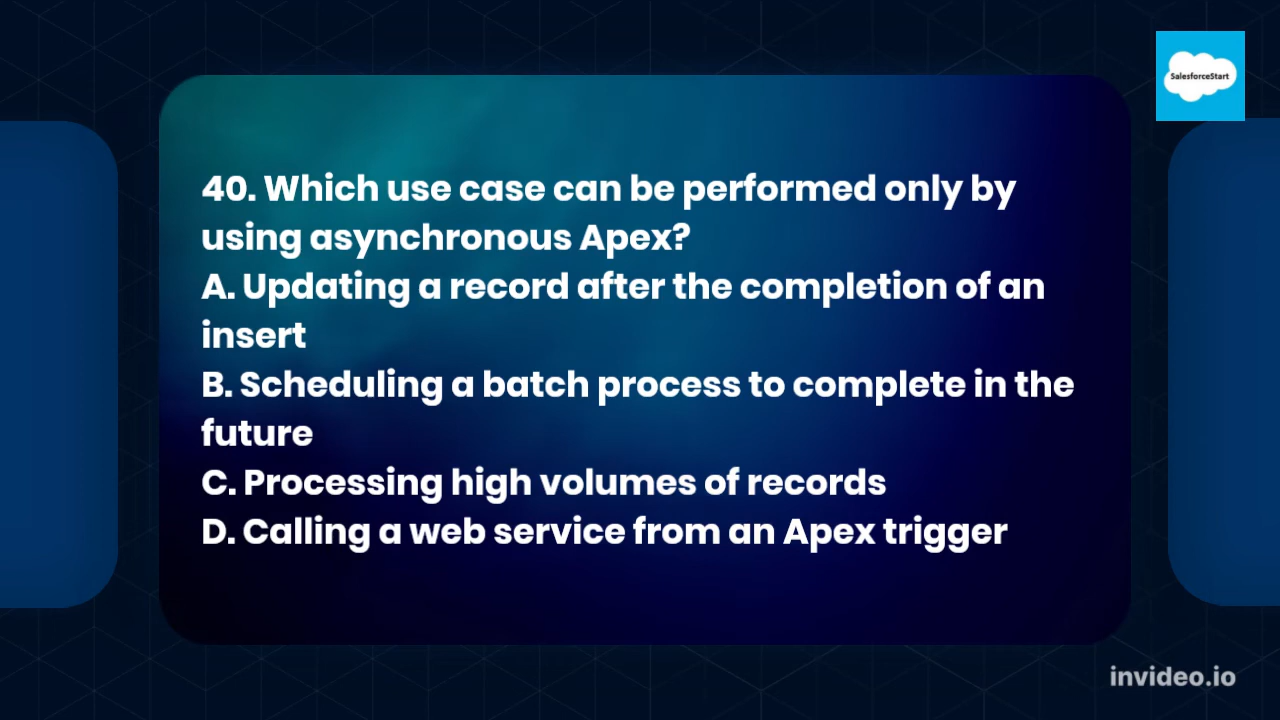 SalesforceStart
40. Which use case can be performed only by
using asynchronous Apex?
A. Updating a record after the completion of an
insert
B. Scheduling a batch process to complete in the
future
C. Processing high volumes of records
D. Calling a web service from an Apex trigger
invideo.io